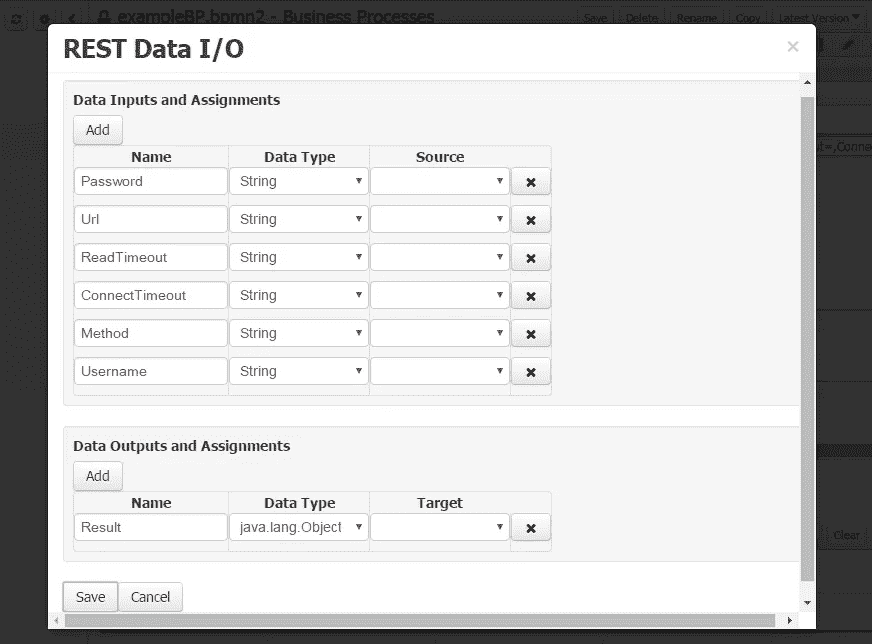 exampleBP.bpmn2 - Business Processes
Save Delete Rename Copy Latest Version
REST Data I/O
×
Data Inputs and Assignments
Add
Name Data Type Source
Password String
Url String
ReadTimeout String
ConnectTimeout String
Method String
Username String
Data Outputs and Assignments
Add
Name Data Type Target
Result java.lang.Object
Clear
Save Cancel